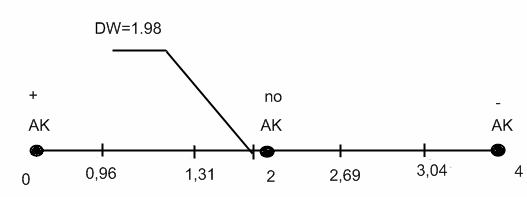 DW=1.98
+ no -
AK AK AK
0 0,96 1,31 2 2,69 3,04 4